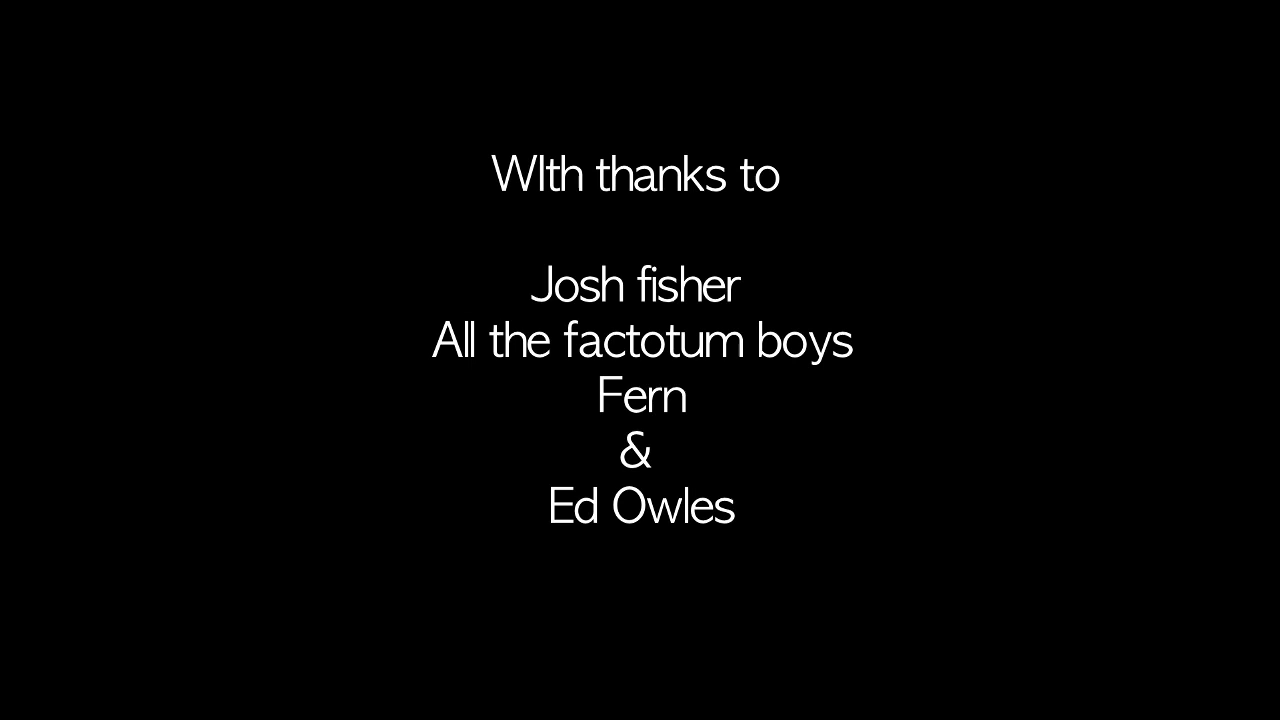 WIth thanks to
Josh fisher
All the factotum boys
Fern
&
Ed Owles